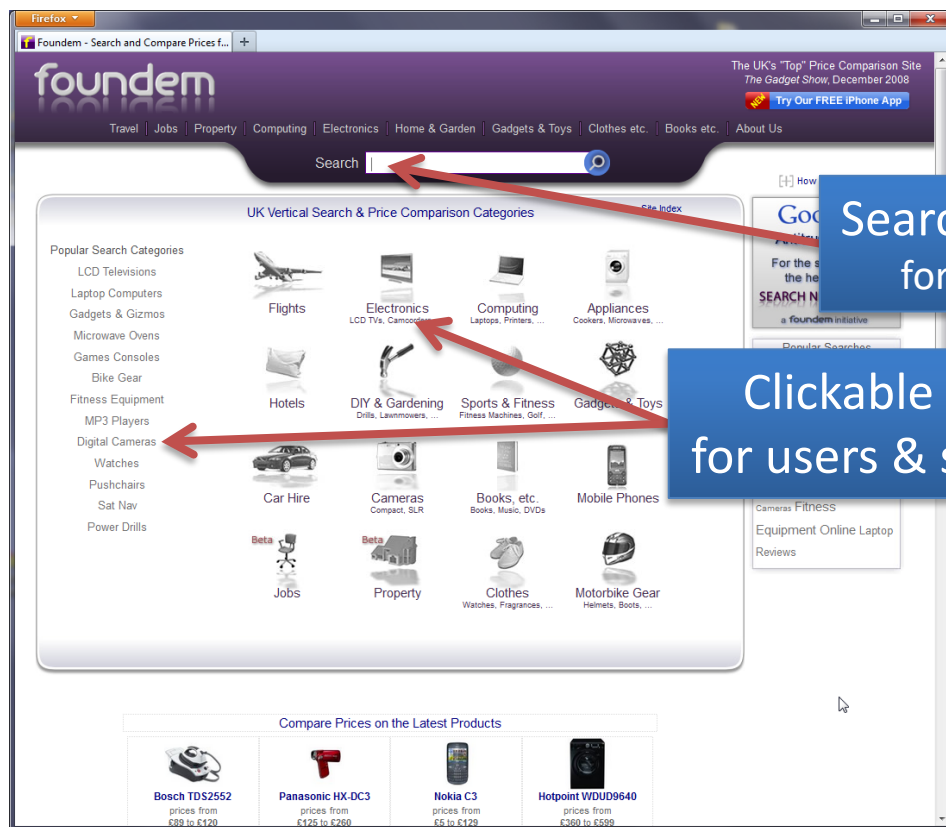 Firefox
Foundem - Search and Compare Prices f...
foundem
The UK's "Top" Price Comparison Site
The Gadget Show, December 2008
NEW Try Our FREE iPhone App
Travel Jobs Property Computing Electronics Home & Garden Gadgets & Toys Clothes etc. Books etc. About Us
Search
[+] How
UK Vertical Search & Price Comparison Categories
Site Index
Popular Search Categories
LCD Televisions
Laptop Computers
Gadgets & Gizmos
Microwave Ovens
Games Consoles
Bike Gear
Fitness Equipment
MP3 Players
Digital Cameras
Watches
Pushchairs
Sat Nav
Power Drills
Flights
Electronics
LCD TVs, Camcorders,
Computing
Laptops, Printers, ...
Appliances
Cookers, Microwaves, ...
Hotels
DIY & Gardening
Drills, Lawnmowers, ...
Sports & Fitness
Fitness Machines, Golf, ...
Gadgets & Toys
Car Hire
Cameras
Compact, SLR
Books, etc.
Books, Music, DVDs
Mobile Phones
Beta
Jobs
Beta
Property
Clothes
Watches, Fragrances, ...
Motorbike Gear
Helmets, Boots, ...
For the
the
SEARCH N
a foundem initiative
Popular Searches
for
Clickable
for users &
Cameras Fitness
Equipment Online Laptop
Reviews
Compare Prices on the Latest Products
Bosch TDS2552
prices from
£89 to £120
Panasonic HX-DC3
prices from
£125 to £260
Nokia C3
prices from
£5 to £129
Hotpoint WDUD9640
prices from
£360 to £599